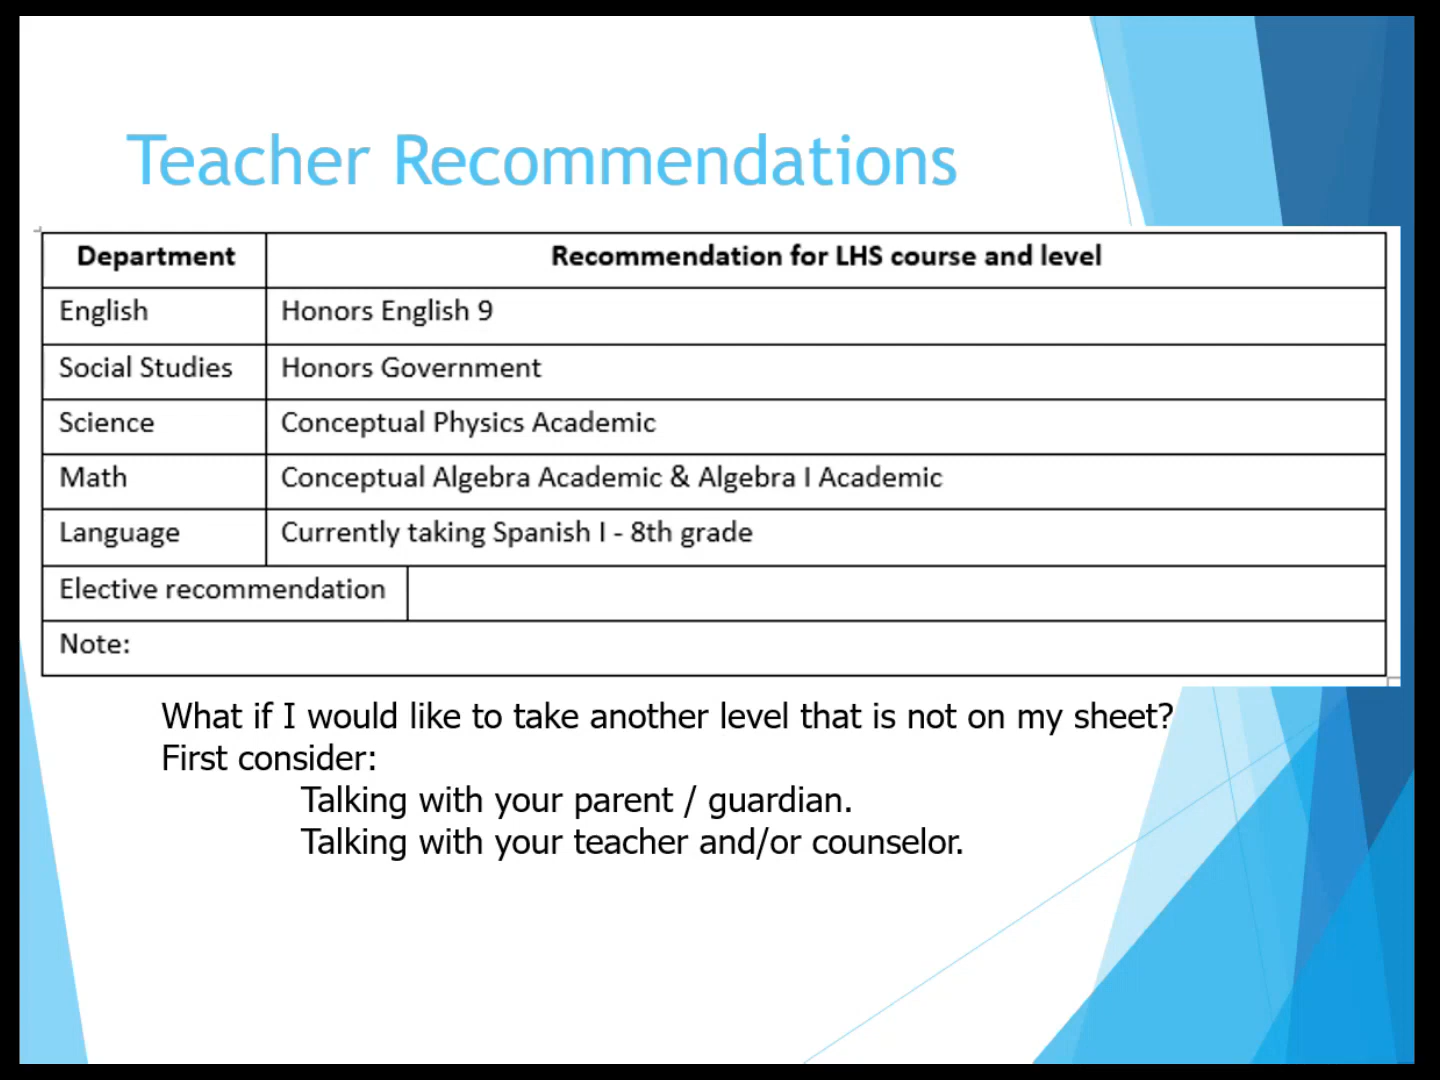 Teacher Recommendations
Department Recommendation for LHS course and level
English Honors English 9
Social Studies Honors Government
Science Conceptual Physics Academic
Math Conceptual Algebra Academic & Algebra I Academic
Language Currently taking Spanish I - 8th grade
Elective recommendation
Note:
What if I would like to take another level that is not on my sheet?
First consider:
Talking with your parent / guardian.
Talking with your teacher and/or counselor.